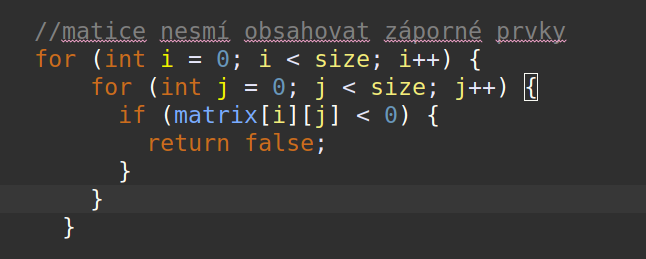 //matice nesmí obsahovat záporné prvky
for (int i = 0; i < size; i++) {
for (int j = 0; j < size; j++) {
if (matrix[i][j] < 0) {
return false;
}
}
}